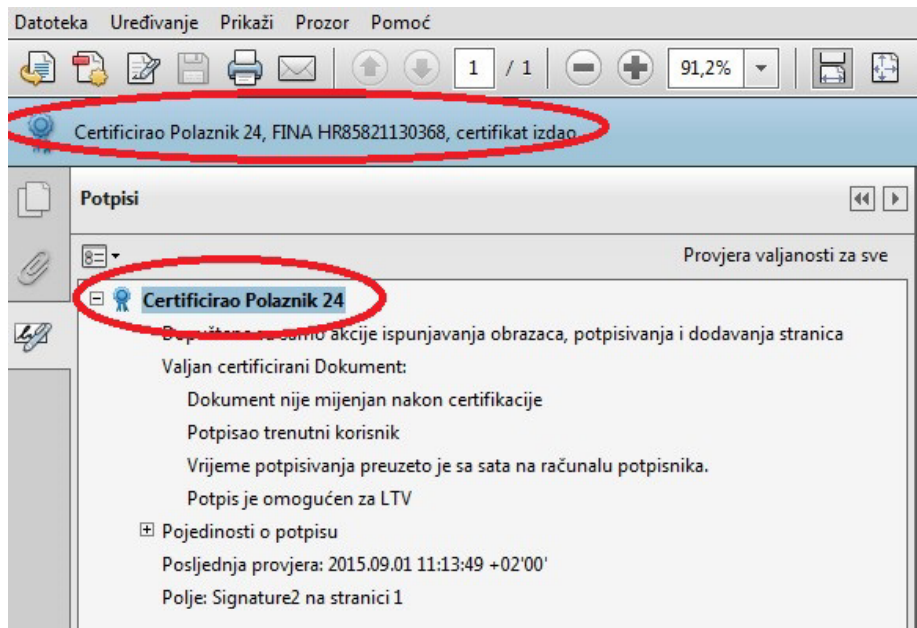 Datoteka Uređivanje Prikaži Prozor Pomoć
1 / 1 91,2%
Certificirao Polaznik 24, FINA HR85821130368, certifikat izdao
Potpisi
Provjera valjanosti za sve
Certificirao Polaznik 24
Dopuštene su samo akcije ispunjavanja obrazaca, potpisivanja i dodavanja stranica
Valjan certificirani Dokument:
Dokument nije mijenjan nakon certifikacije
Potpisao trenutni korisnik
Vrijeme potpisivanja preuzeto je sa sata na računalu potpisnika.
Potpis je omogućen za LTV
Pojedinosti o potpisu
Posljednja provjera: 2015.09.01 11:13:49 +02'00'
Polje: Signature2 na stranici 1